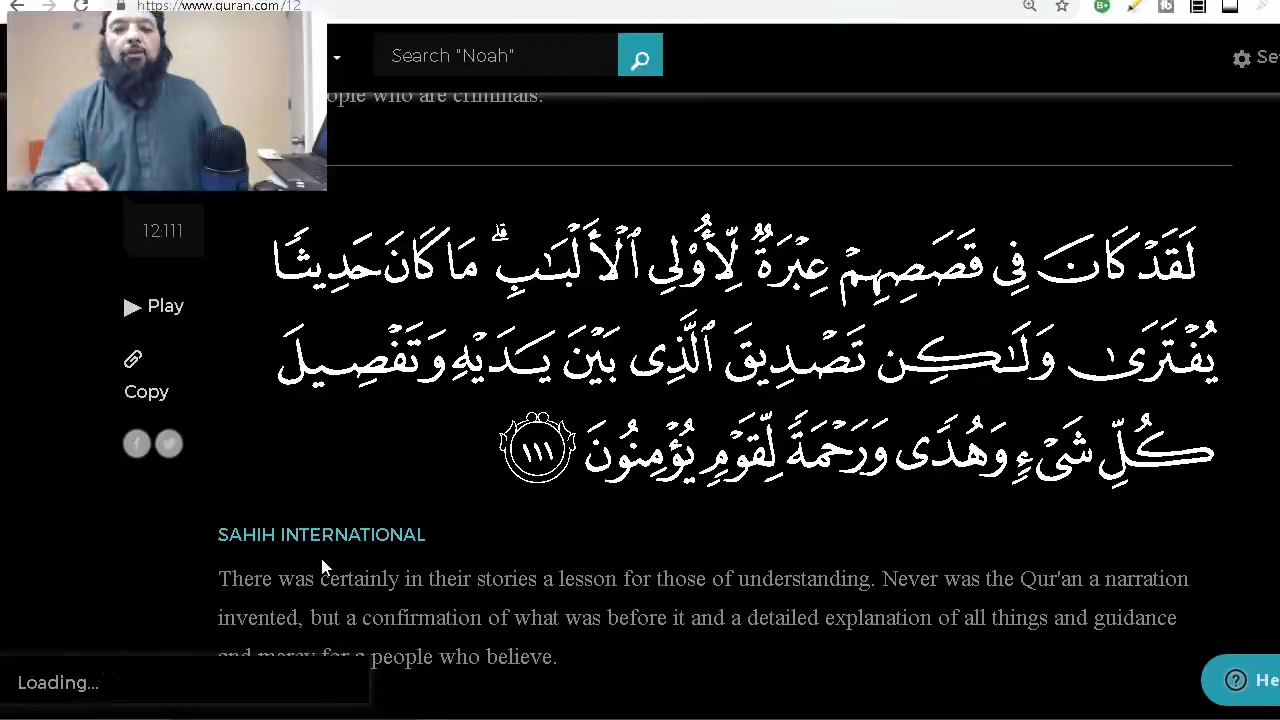 https://www.quran.com/12
Search "Noah"
people who are criminals.
12:111
Play
Copy
لَقَدْ كَانَ فِى قَصَصِهِمْ عِبْرَةٌ لِّأُو۟لِى ٱلْأَلْبَـٰبِ ۗ مَا كَانَ حَدِيثًا
يُفْتَرَىٰ وَلَـٰكِن تَصْدِيقَ ٱلَّذِى بَيْنَ يَدَيْهِ وَتَفْصِيلَ
كُلِّ شَىْءٍ وَهُدًى وَرَحْمَةً لِّقَوْمٍ يُؤْمِنُونَ ١١١
SAHIH INTERNATIONAL
There was certainly in their stories a lesson for those of understanding. Never was the Qur'an a narration
invented, but a confirmation of what was before it and a detailed explanation of all things and guidance
and mercy for a people who believe.
Loading...